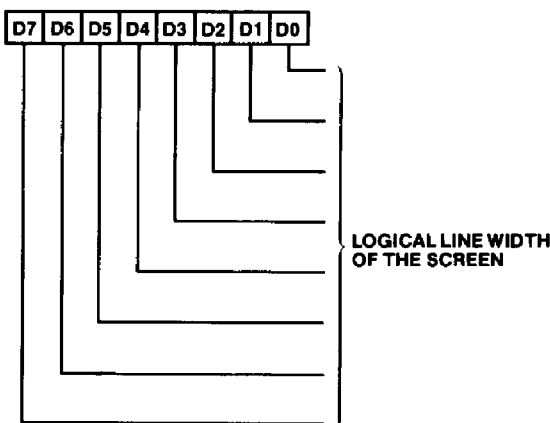 D7 D6 D5 D4 D3 D2 D1 D0
LOGICAL LINE WIDTH
OF THE SCREEN